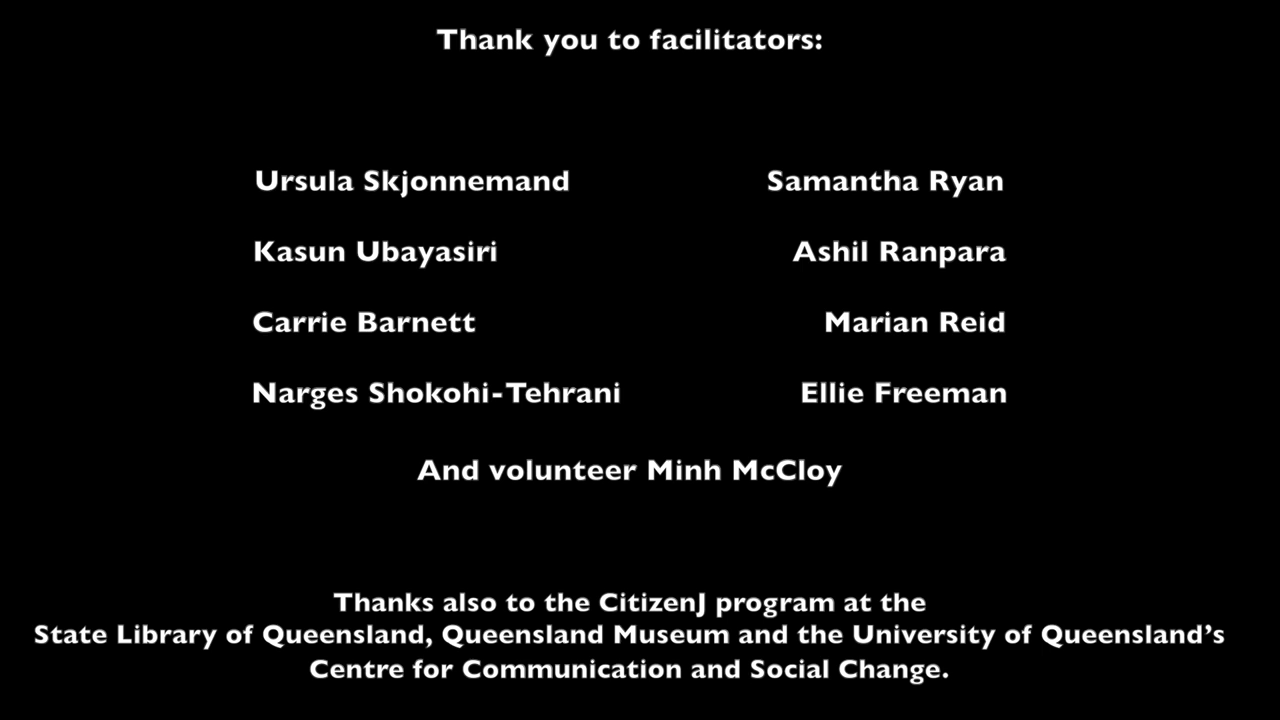 Thank you to facilitators:
Ursula Skjonnemand Samantha Ryan
Kasun Ubayasiri Ashil Ranpara
Carrie Barnett Marian Reid
Narges Shokohi-Tehrani Ellie Freeman
And volunteer Minh McCloy
Thanks also to the CitizenJ program at the
State Library of Queensland, Queensland Museum and the University of Queensland’s
Centre for Communication and Social Change.